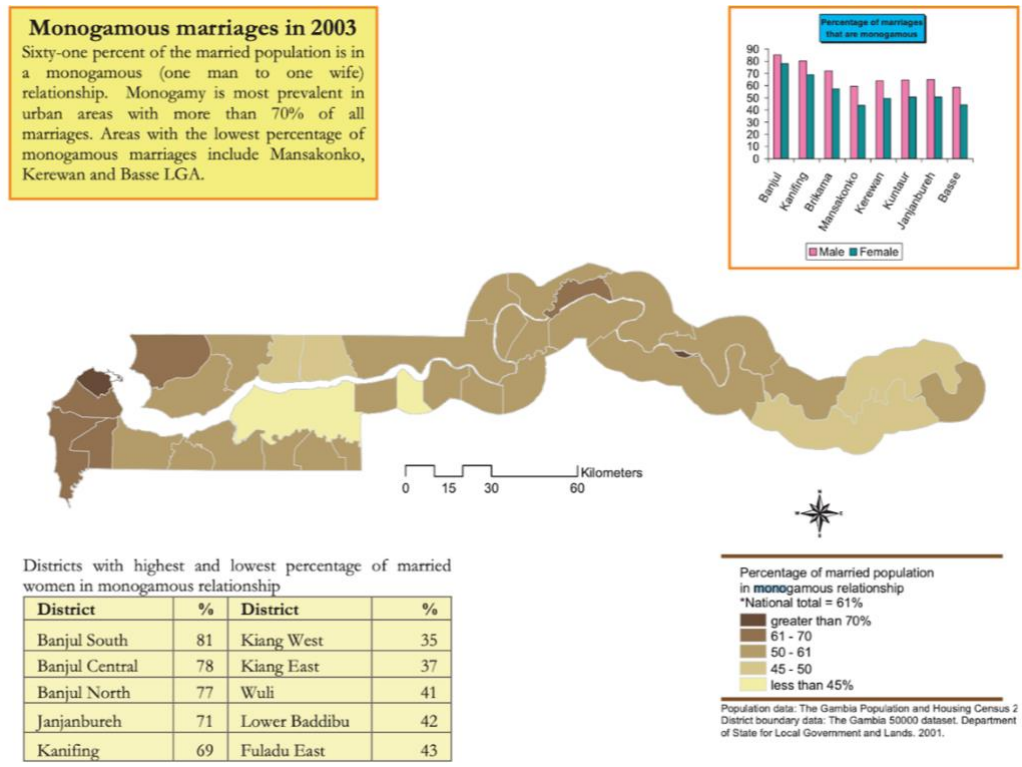 Monogamous marriages in 2003
Sixty-one percent of the married population is in
a monogamous (one man to one wife)
relationship. Monogamy is most prevalent in
urban areas with more than 70% of all
marriages. Areas with the lowest percentage of
monogamous marriages include Mansakonko,
Kerewan and Basse LGA.
Percentage of marriages
that are monogamous
90
80
70
60
50
40
30
20
10
0
Banjul
Kanifing
Brikama
Mansakonko
Kerewan
Kuntaur
Janjanbureh
Basse
Male Female
Kilometers
0 15 30 60
Districts with highest and lowest percentage of married
women in monogamous relationship
District % District %
Banjul South 81 Kiang West 35
Banjul Central 78 Kiang East 37
Banjul North 77 Wuli 41
Janjanbureh 71 Lower Baddibu 42
Kanifing 69 Fuladu East 43
Percentage of married population
in monogamous relationship
*National total = 61%
greater than 70%
61 - 70
50 - 61
45 - 50
less than 45%
Population data: The Gambia Population and Housing Census 2
District boundary data: The Gambia 50000 dataset. Department
of State for Local Government and Lands. 2001.